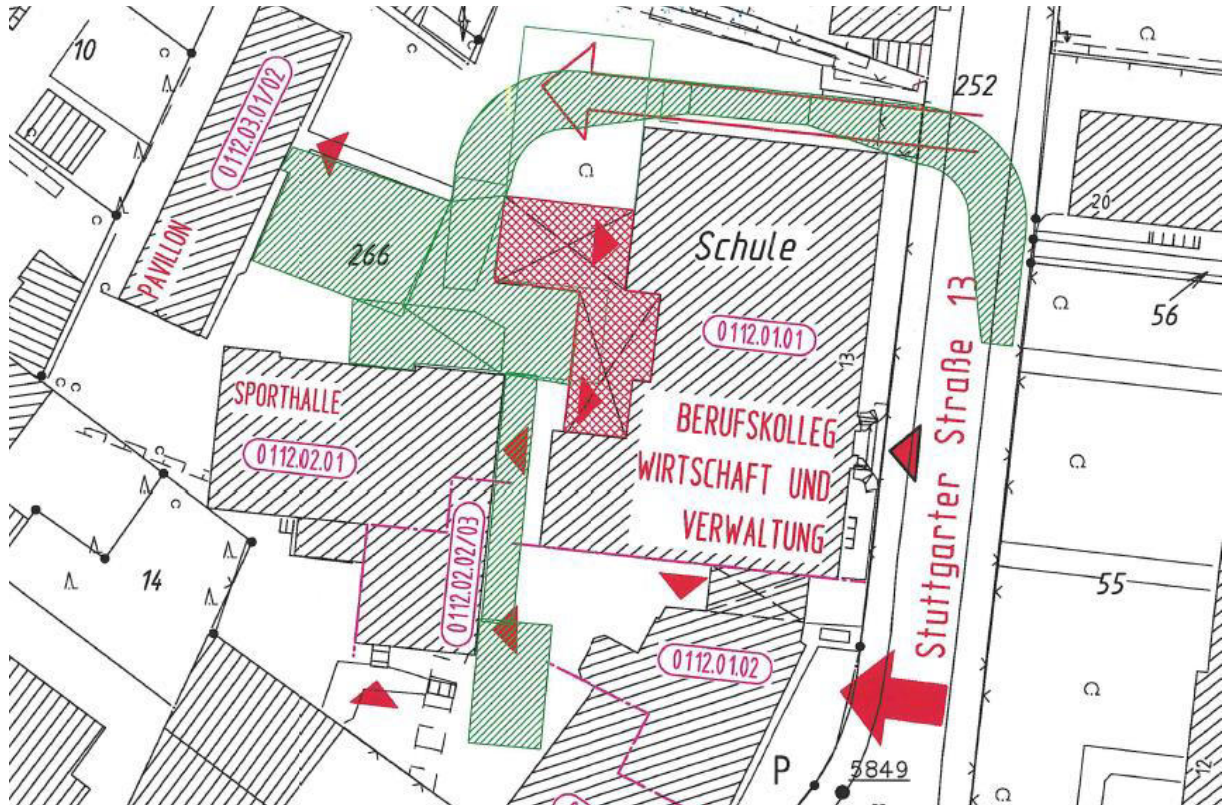 10
252
0112.03.01/02
20
PAVILLON
266
Schule
56
0112.01.01
13
Stuttgarter Straße 13
SPORTHALLE
BERUFSKOLLEG
WIRTSCHAFT UND
VERWALTUNG
0112.02.01
0112.02.02/03
14
55
0112.01.02
P
5849
12